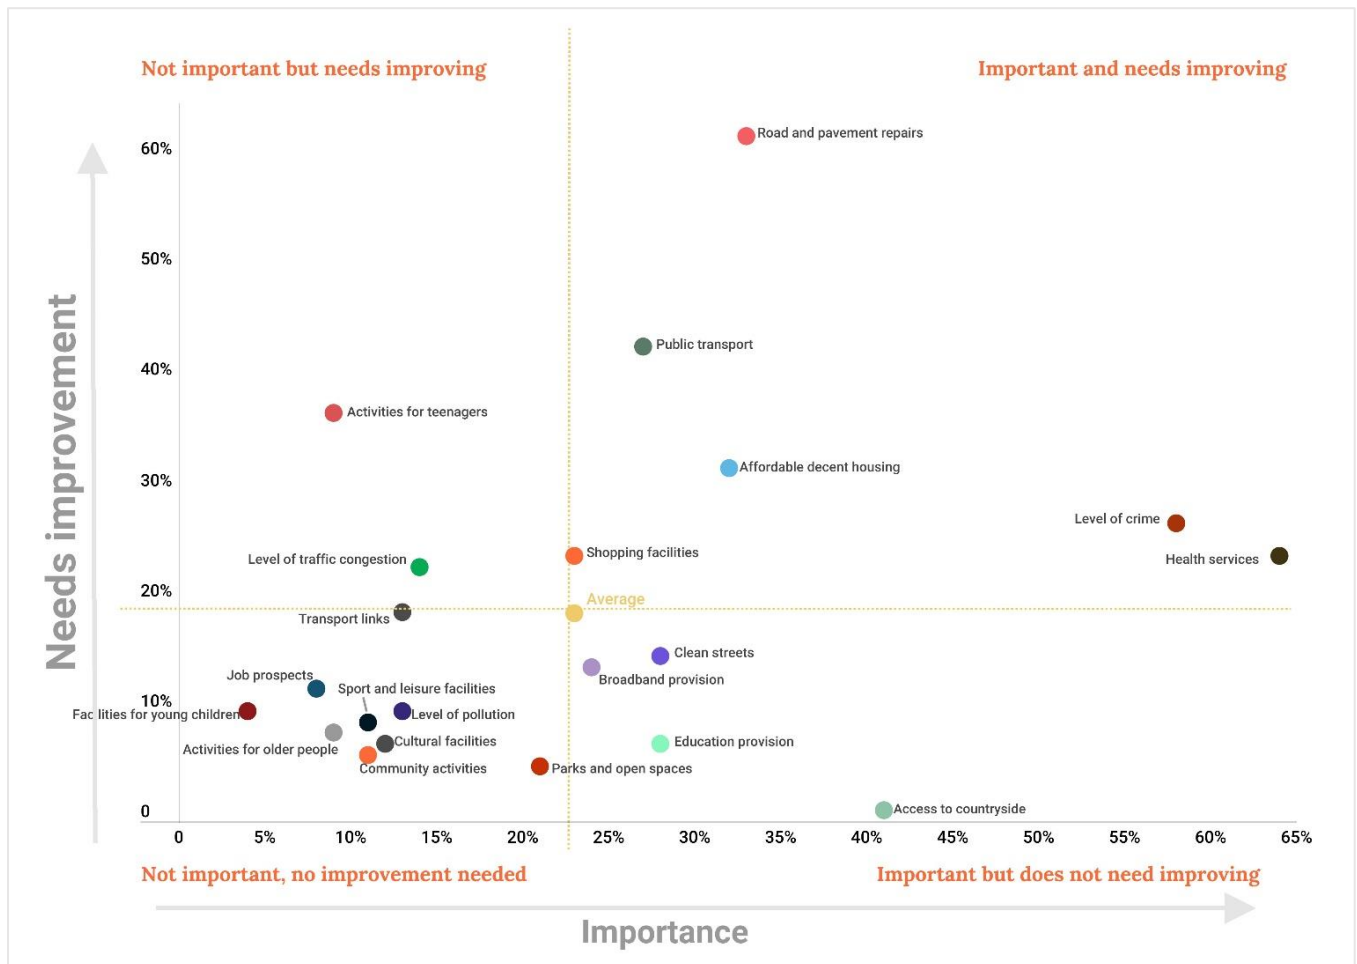 Not important but needs improving
Important and needs improving
Needs improvement
60%
50%
40%
30%
20%
10%
0
Road and pavement repairs
Public transport
Activities for teenagers
Affordable decent housing
Level of crime
Shopping facilities
Level of traffic congestion
Health services
Average
Transport links
Clean streets
Job prospects
Broadband provision
Sport and leisure facilities
Facilities for young children
Level of pollution
Cultural facilities
Education provision
Activities for older people
Community activities
Parks and open spaces
Access to countryside
0 5% 10% 15% 20% 25% 30% 35% 40% 45% 50% 55% 60% 65%
Not important, no improvement needed
Important but does not need improving
Importance